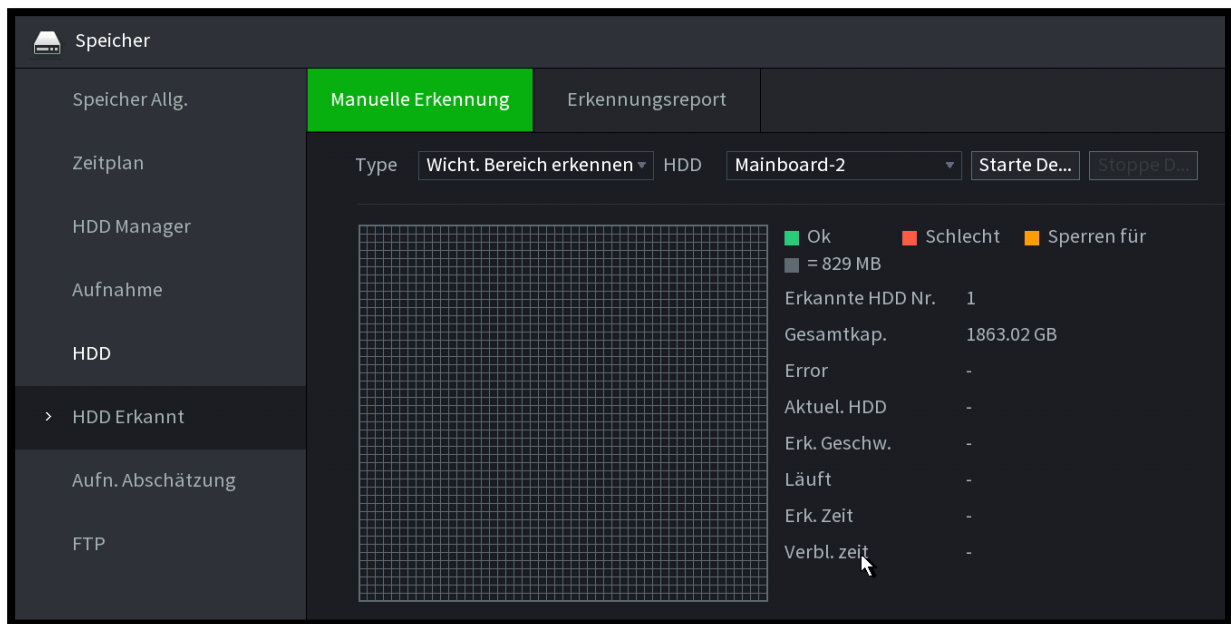 Speicher
Speicher Allg.
Zeitplan
HDD Manager
Aufnahme
HDD
HDD Erkannt
Aufn. Abschätzung
FTP
Manuelle Erkennung Erkennungsreport
Type Wicht. Bereich erkennen HDD Mainboard-2 Starte De... Stoppe D...
Ok Schlecht Sperren für
= 829 MB
Erkannte HDD Nr. 1
Gesamtkap. 1863.02 GB
Error -
Aktuel. HDD -
Erk. Geschw. -
Läuft -
Erk. Zeit -
Verbl. zeit -